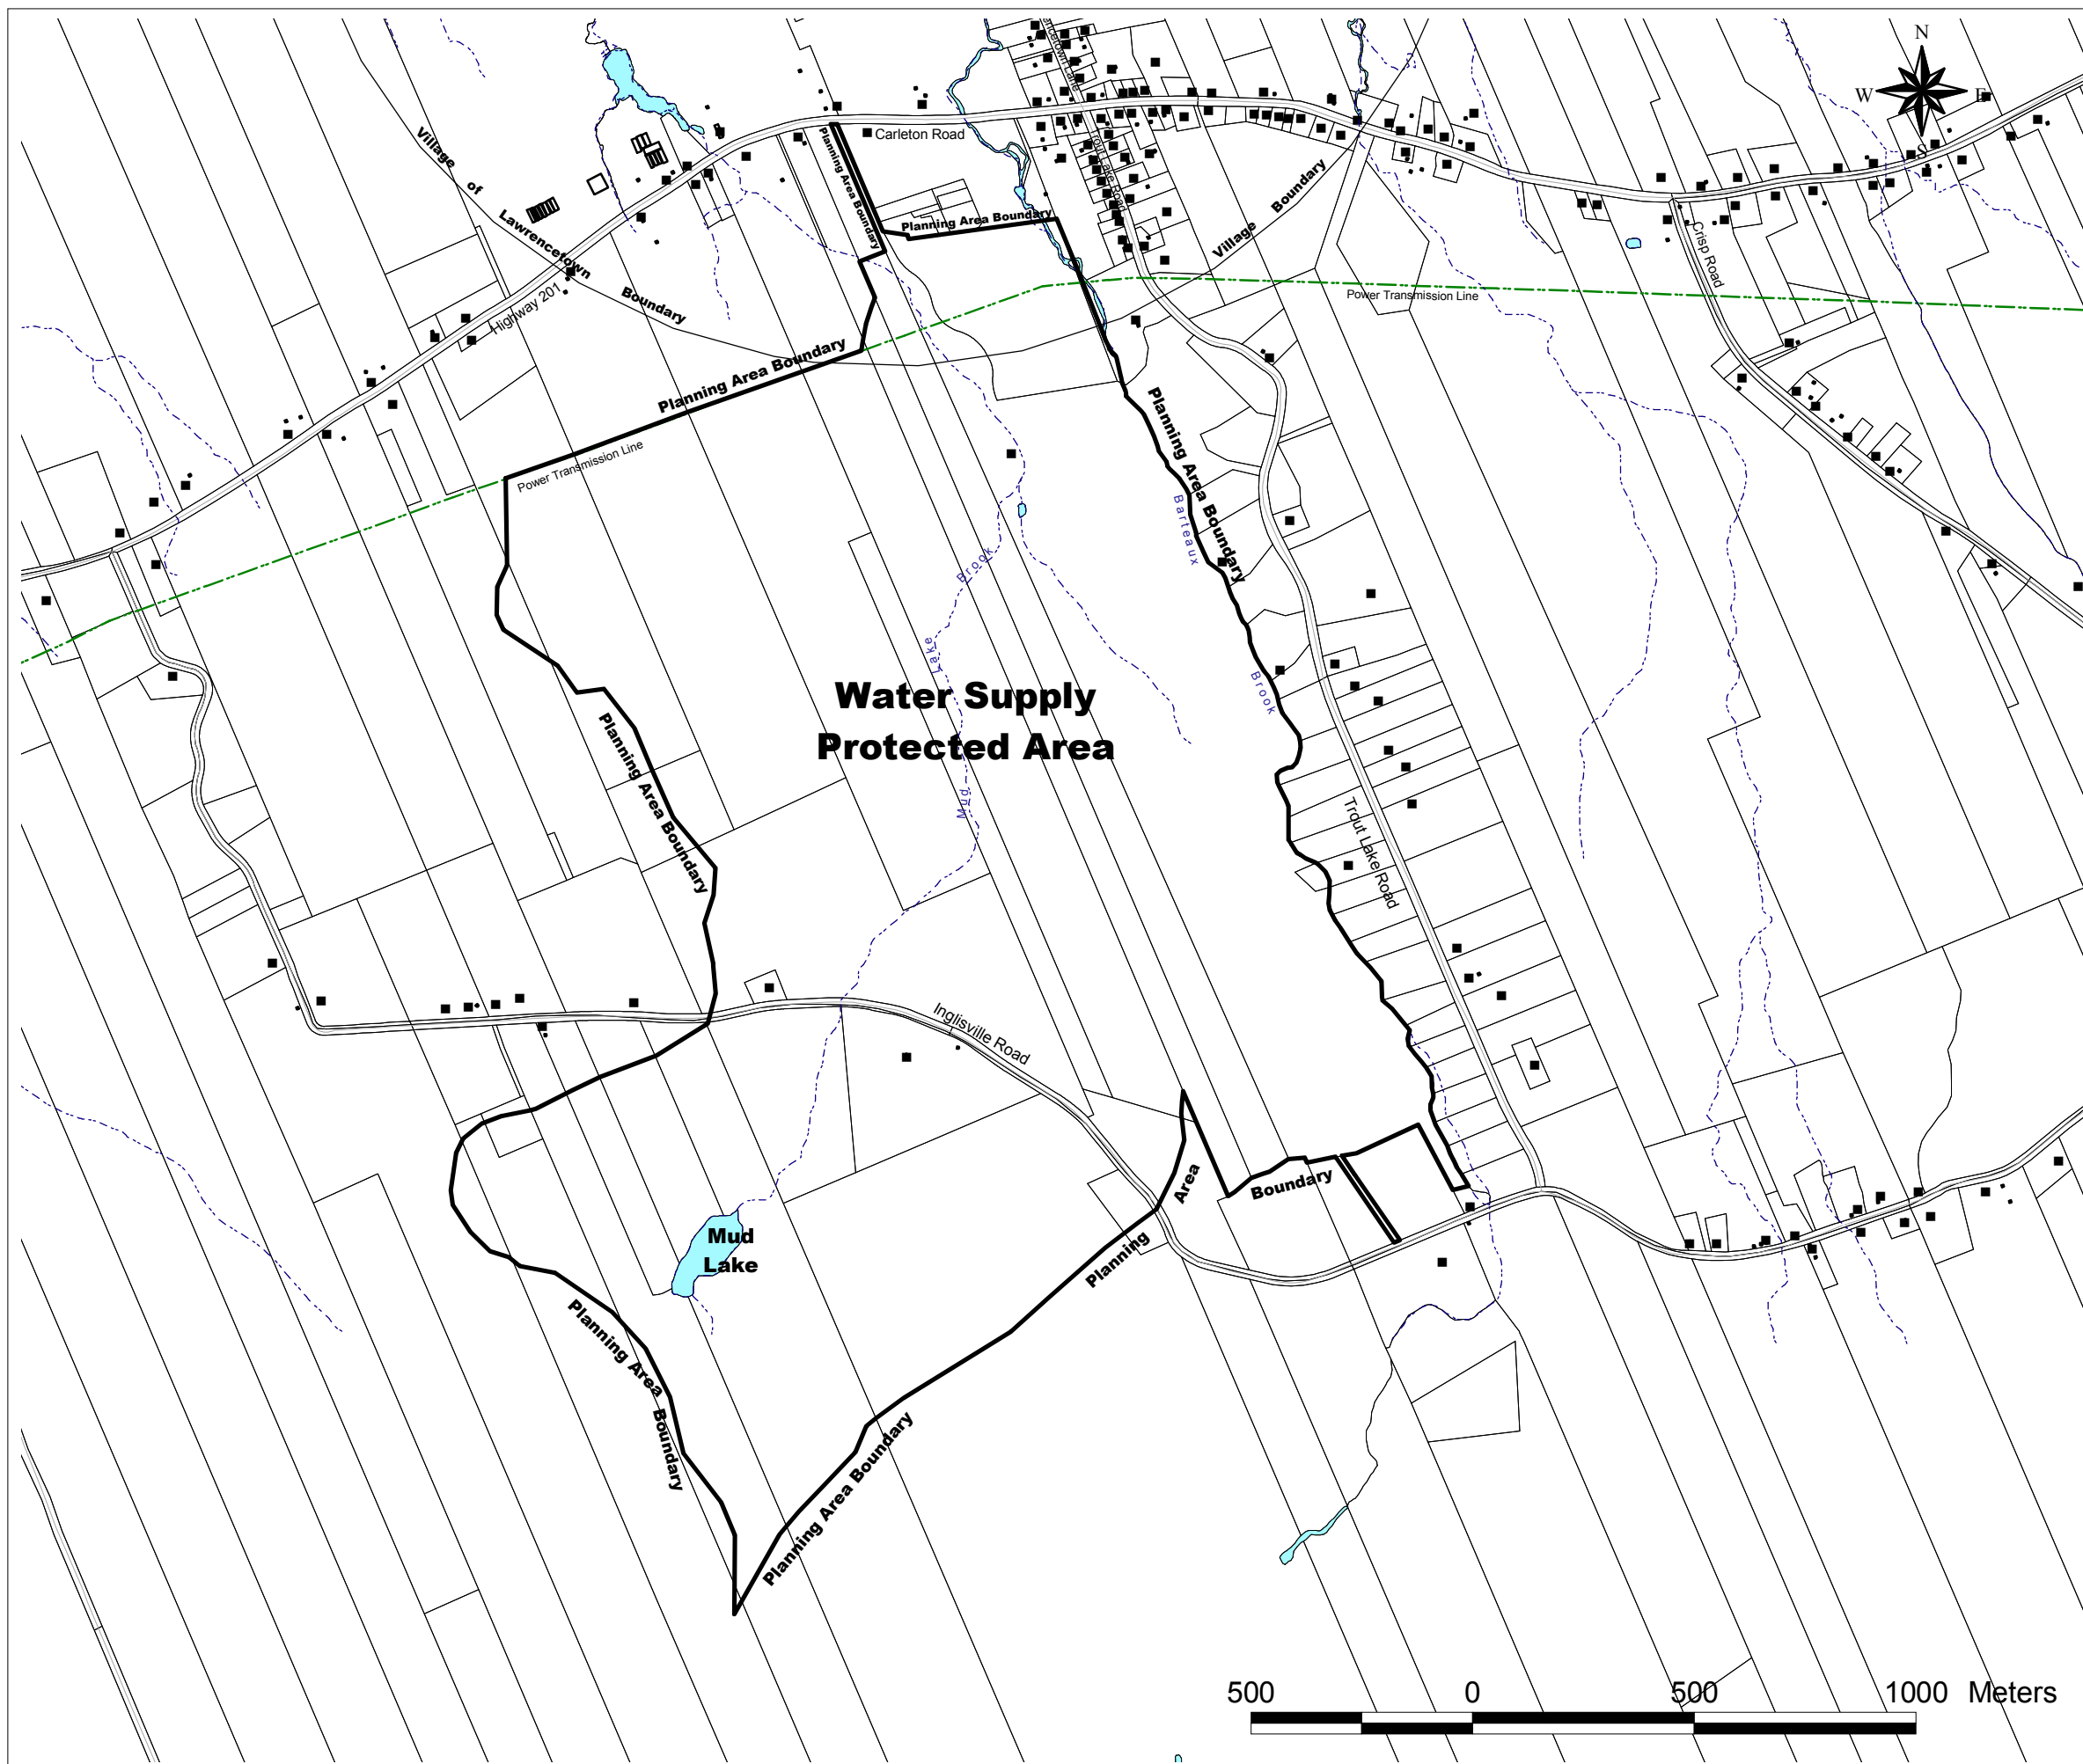 N
W
E
S
Village
of
Lawrencetown
Boundary
Carleton Road
Planning Area Boundary
Planning Area Boundary
Trout Lake Road
Village
Boundary
Crisp Road
Highway 201
Power Transmission Line
Planning Area Boundary
Power Transmission Line
Planning Area Boundary
Barteaux
Brook
Brook
Lake
Mud
Water Supply
Protected Area
Planning Area Boundary
Trout Lake Road
Inglisville Road
Area
Boundary
Planning
Mud
Lake
Planning Area
Boundary
Planning Area Boundary
500
0
500
1000
Meters